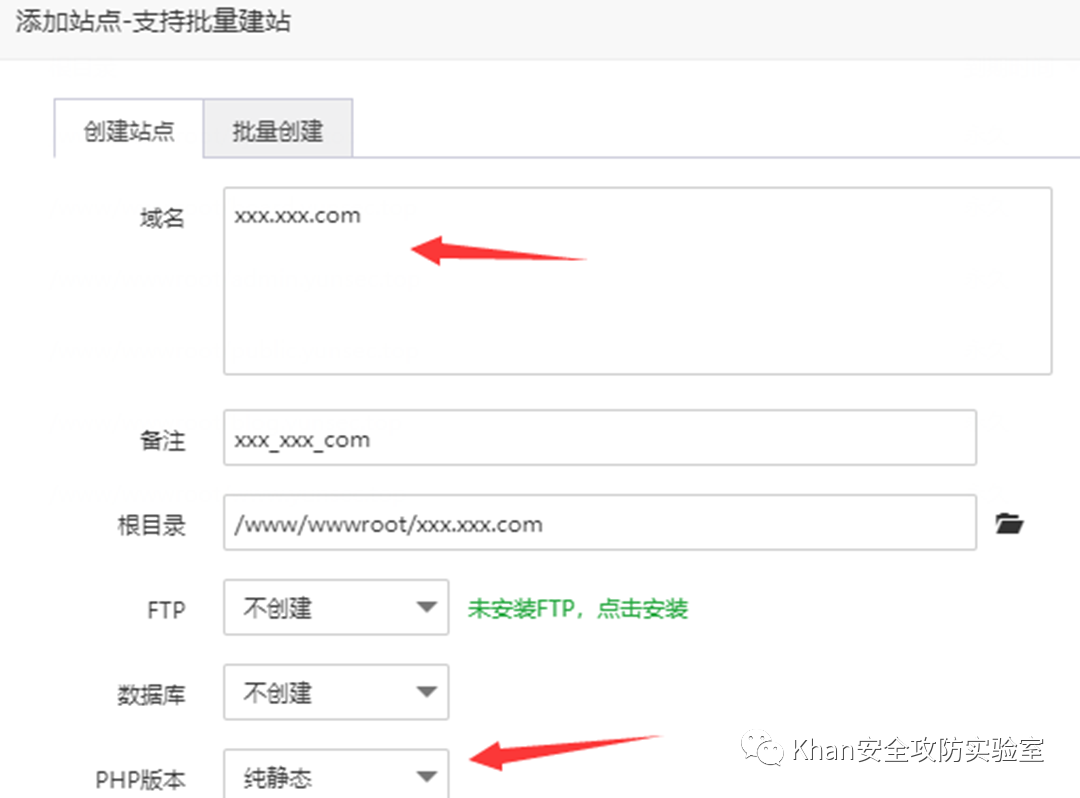 添加站点-支持批量建站
创建站点 批量创建
域名 xxx.xxx.com
备注 xxx_xxx_com
根目录 /www/wwwroot/xxx.xxx.com
FTP 不创建 未安装FTP，点击安装
数据库 不创建
PHP版本 纯静态
Khan安全攻防实验室